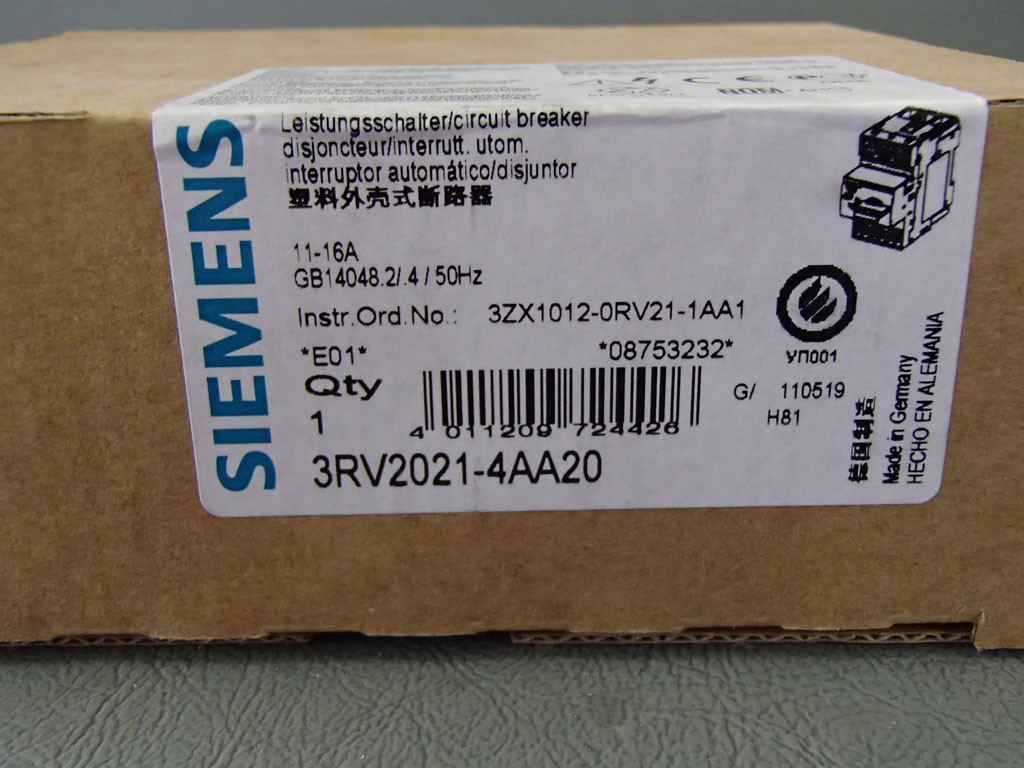 SIEMENS
Leistungsschalter/circuit breaker
disjoncteur/interrutt. utom.
interruptor automático/disjuntor
塑料外壳式断路器
11-16A
GB14048.2/.4 / 50Hz
Instr.Ord.No.: 3ZX1012-0RV21-1AA1
*E01* *08753232*
Qty
1
4 011209 724426
3RV2021-4AA20
УП001
G/ 110519
H81
德国制造
Made in Germany
HECHO EN ALEMANIA
CE
NOM